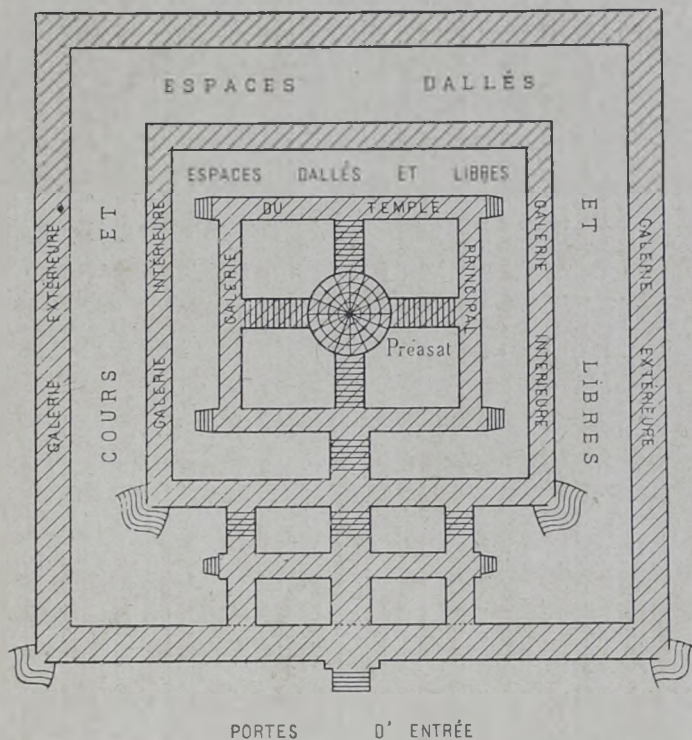 ESPACES DALLÉS
ESPACES DALLÉS ET LIBRES
DU TEMPLE
GALERIE
PRINCIPAL
Préasat
GALERIE EXTÉRIEURE
COURS ET
GALERIE INTÉRIEURE
GALERIE INTÉRIEURE
ET LIBRES
GALERIE EXTÉRIEURE
PORTES D' ENTRÉE